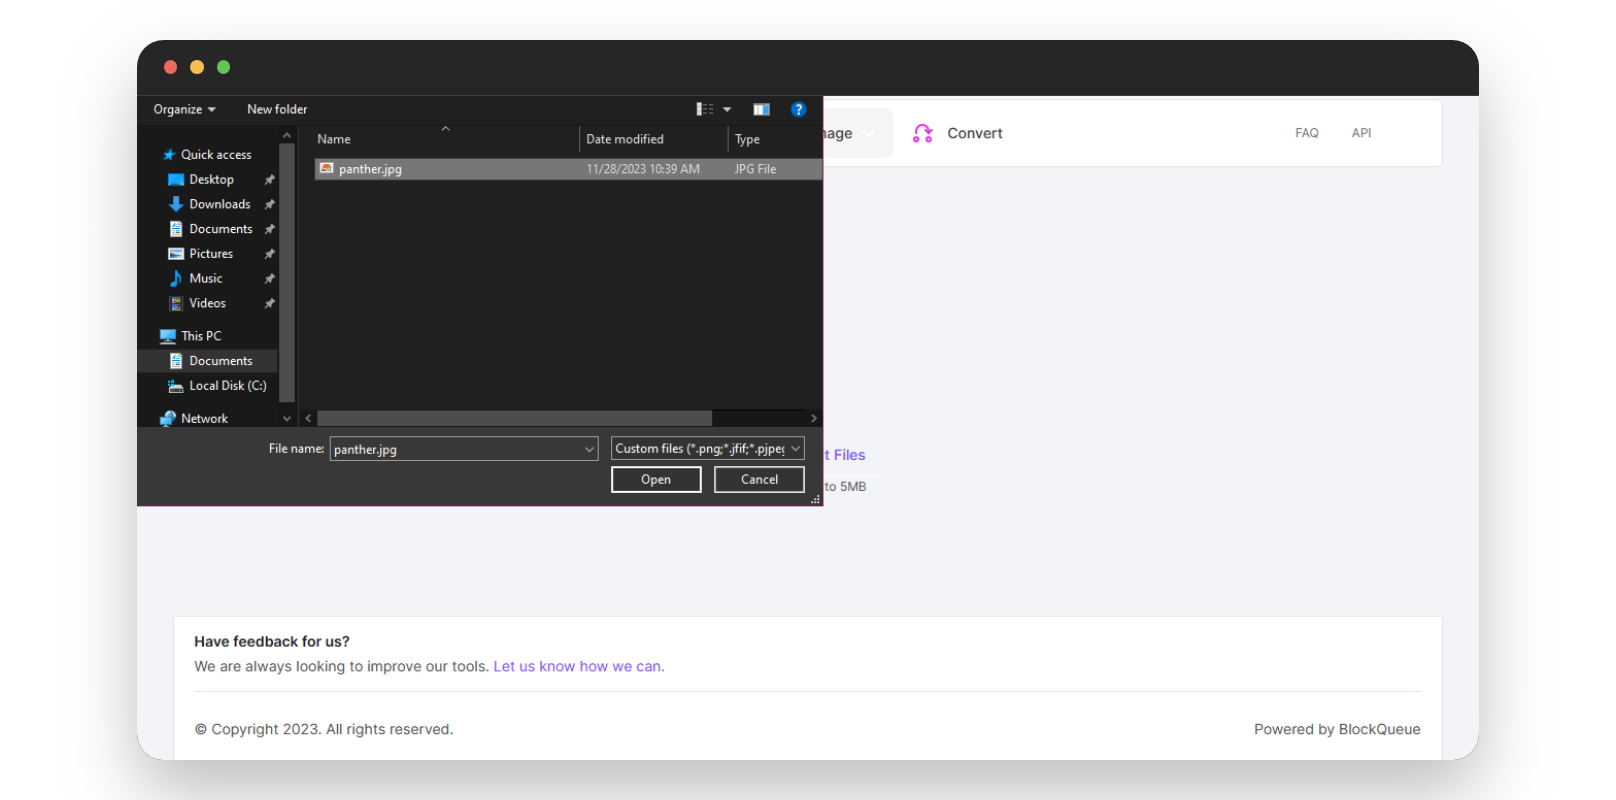 Organize
New folder
?
Name
Date modified
Type
panther.jpg
11/28/2023 10:39 AM
JPG File
Quick access
Desktop
Downloads
Documents
Pictures
Music
Videos
This PC
Documents
Local Disk (C:)
Network
File name:
panther.jpg
Custom files (*.png;*.jfif;*.pjpeg
Open
Cancel
Convert
FAQ
API
Files
to 5MB
Have feedback for us?
We are always looking to improve our tools. Let us know how we can.
© Copyright 2023. All rights reserved.
Powered by BlockQueue